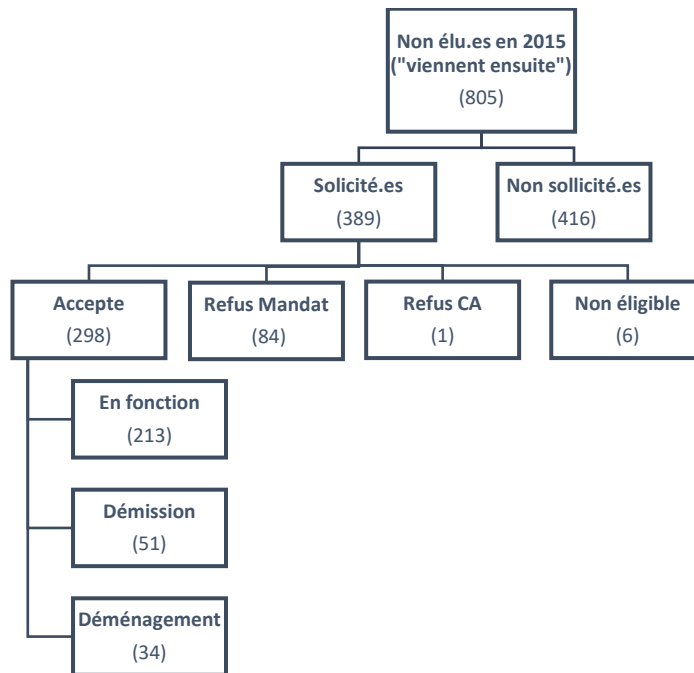 Non élu.es en 2015
("viennent ensuite")
(805)
Solicité.es
(389)
Non sollicité.es
(416)
Accepte
(298)
Refus Mandat
(84)
Refus CA
(1)
Non éligible
(6)
En fonction
(213)
Démission
(51)
Déménagement
(34)